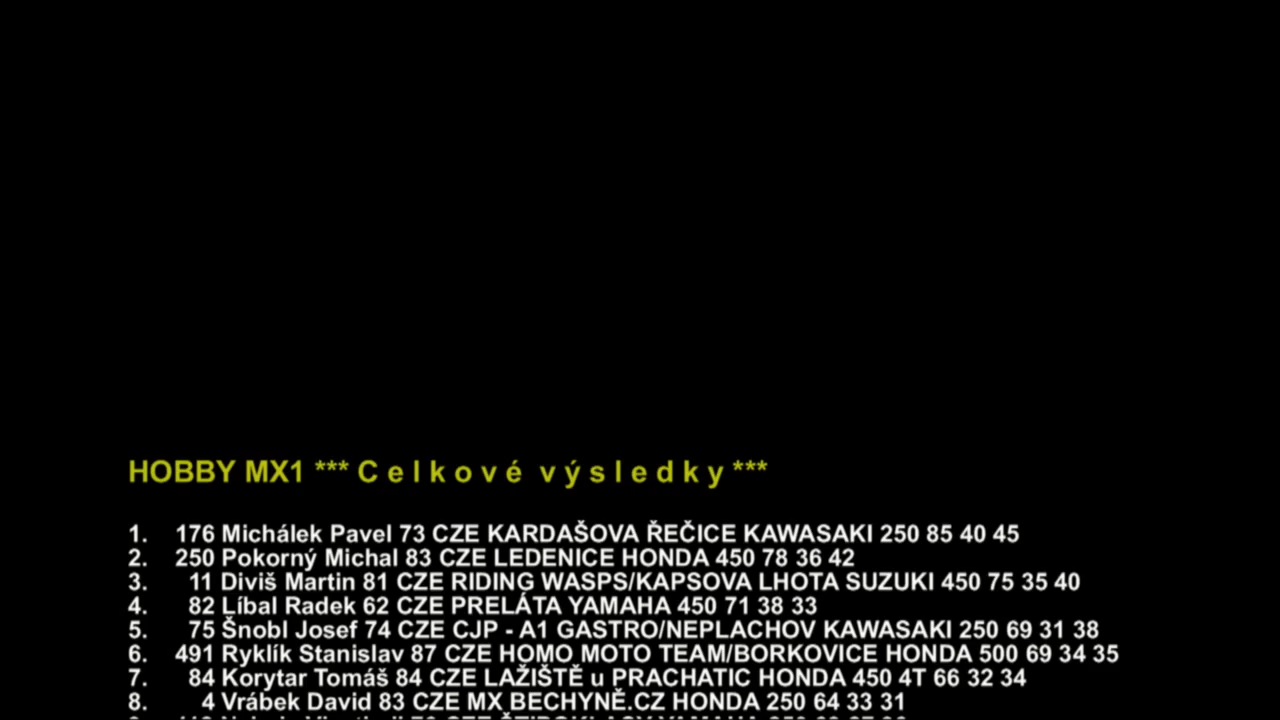 HOBBY MX1 *** C e l k o v é v ý s l e d k y ***
1. 176 Michálek Pavel 73 CZE KARDAŠOVA ŘEČICE KAWASAKI 250 85 40 45
2. 250 Pokorný Michal 83 CZE LEDENICE HONDA 450 78 36 42
3. 11 Diviš Martin 81 CZE RIDING WASPS/KAPSOVA LHOTA SUZUKI 450 75 35 40
4. 82 Líbal Radek 62 CZE PRELÁTA YAMAHA 450 71 38 33
5. 75 Šnobl Josef 74 CZE CJP - A1 GASTRO/NEPLACHOV KAWASAKI 250 69 31 38
6. 491 Ryklík Stanislav 87 CZE HOMO MOTO TEAM/BORKOVICE HONDA 500 69 34 35
7. 84 Korytar Tomáš 84 CZE LAŽIŠTĚ u PRACHATIC HONDA 450 4T 66 32 34
8. 4 Vrábek David 83 CZE MX BECHYNĚ.CZ HONDA 250 64 33 31